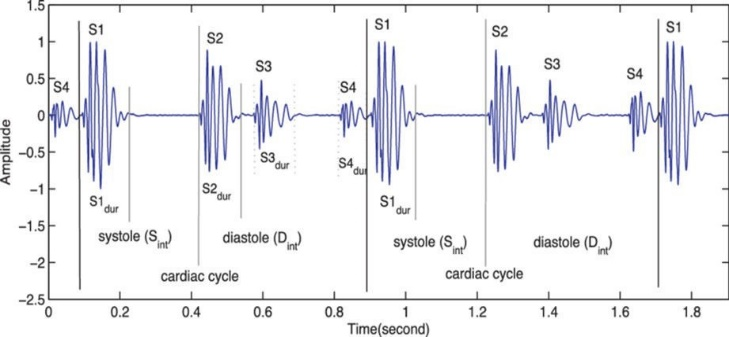 1.5
1
0.5
0
−0.5
−1
−1.5
−2
−2.5
Amplitude
S4
S1
S2
S3
S4
S1
S2
S3
S4
S1
S1dur
S2dur
S3dur
S4dur
S1dur
systole (Sint)
diastole (Dint)
systole (Sint)
diastole (Dint)
cardiac cycle
cardiac cycle
0 0.2 0.4 0.6 0.8 1 1.2 1.4 1.6 1.8
Time(second)